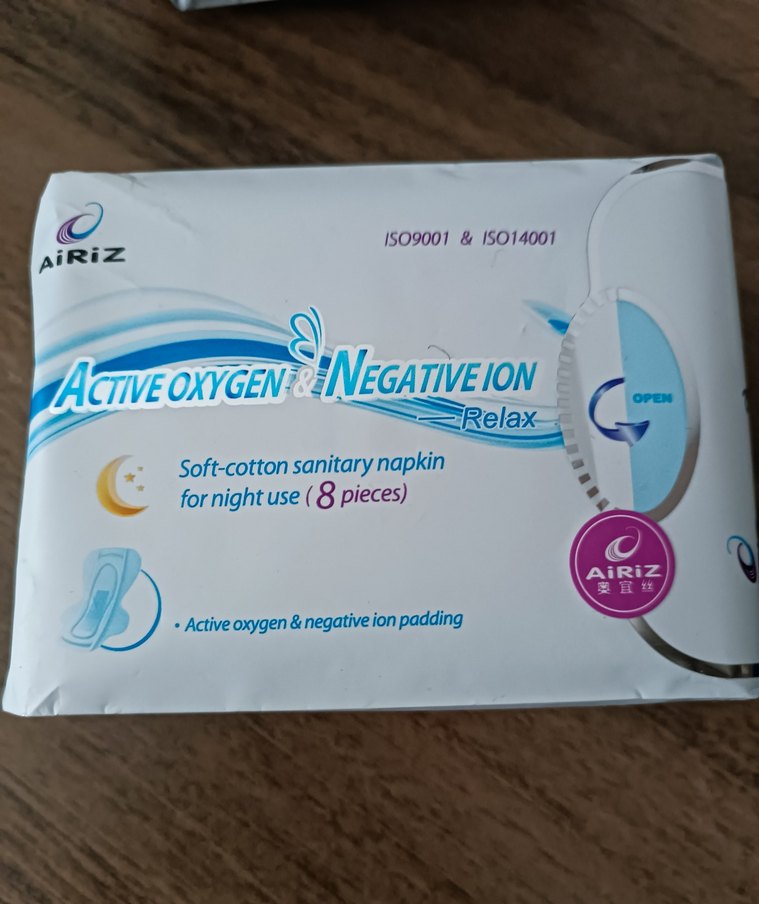 AiRiZ
ISO9001 & ISO14001
ACTIVE OXYGEN & NEGATIVE ION
— Relax
OPEN
Soft-cotton sanitary napkin
for night use (8 pieces)
AiRiZ
奥宜丝
• Active oxygen & negative ion padding